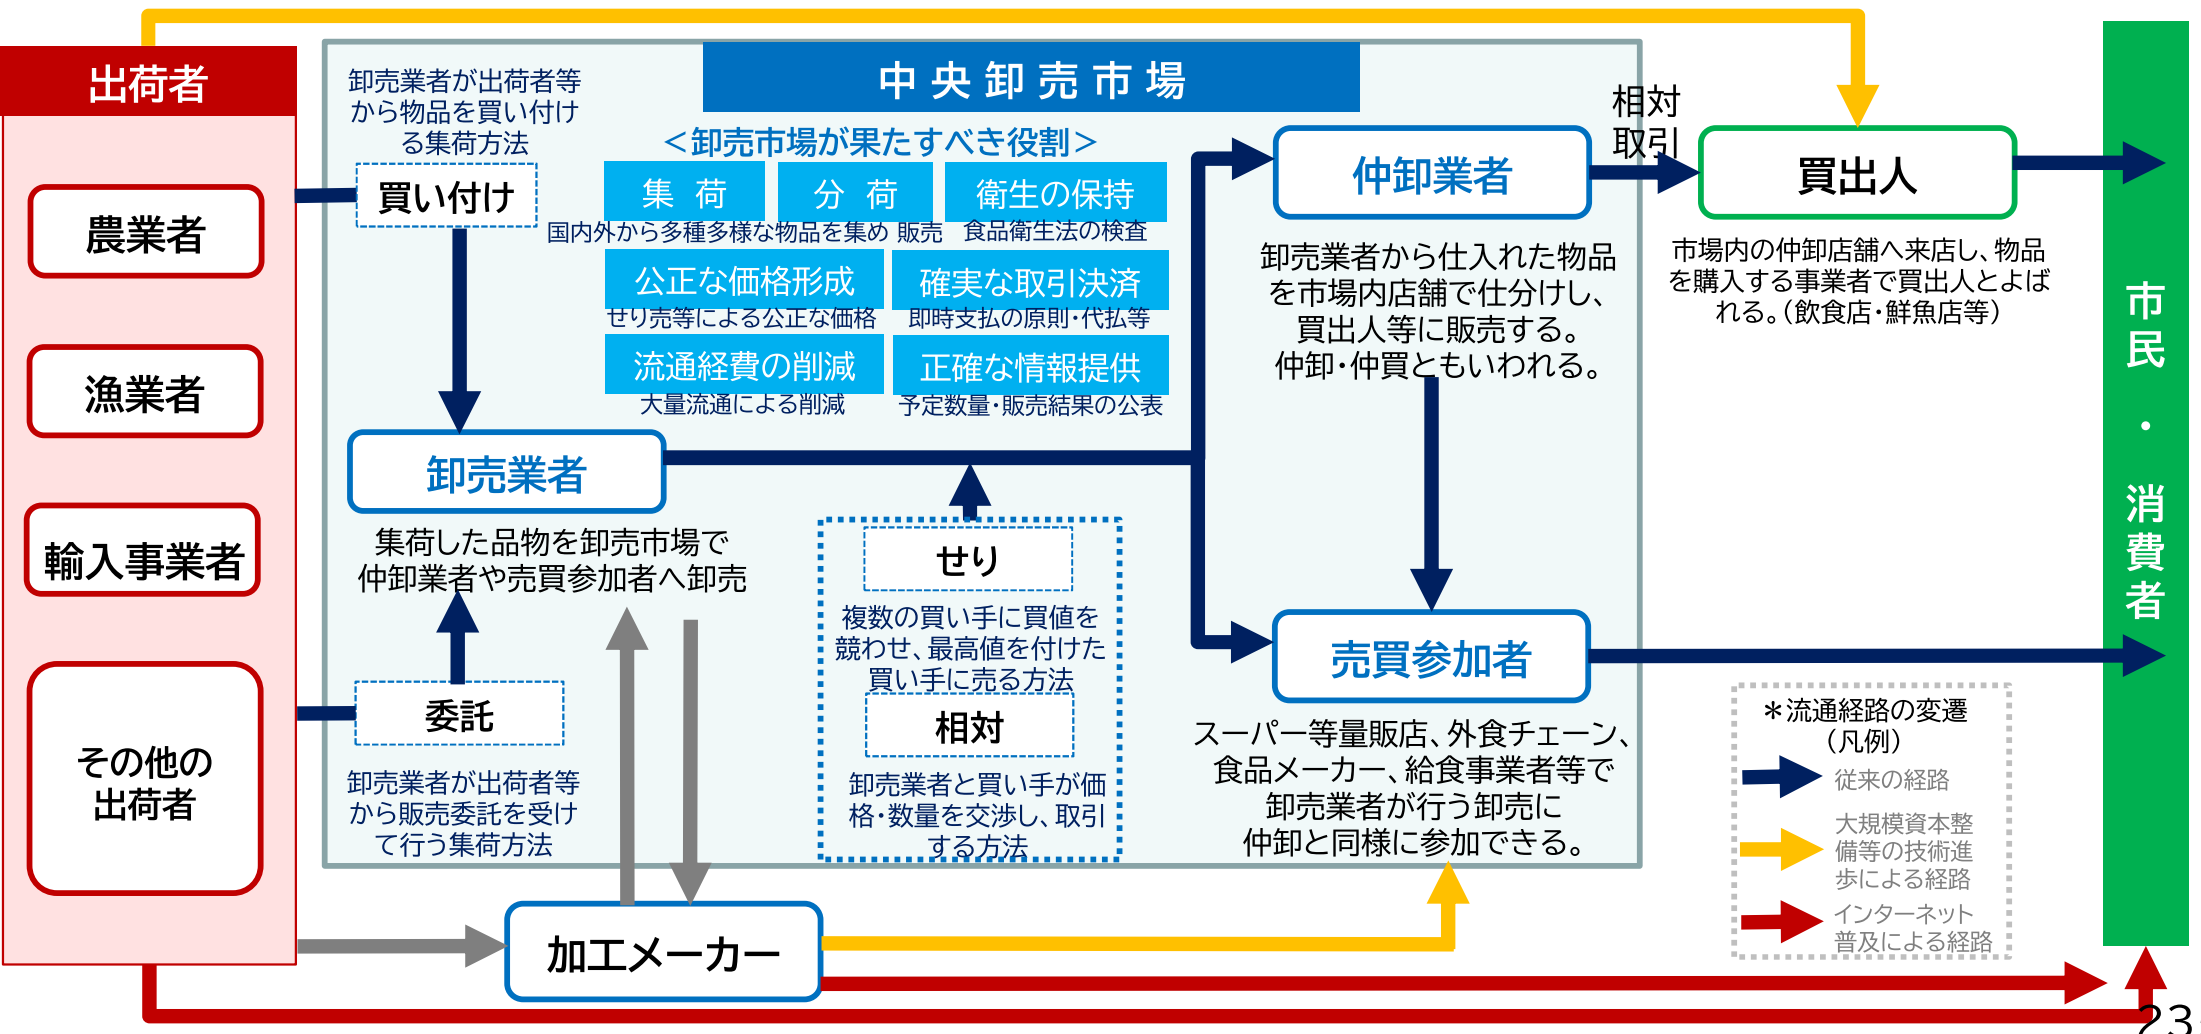 出荷者
農業者
漁業者
輸入事業者
その他の
出荷者
中央卸売市場
卸売業者が出荷者等
から物品を買い付け
る集荷方法
買い付け
＜卸売市場が果たすべき役割＞
集 荷
分 荷
衛生の保持
国内外から多種多様な物品を集め 販売
食品衛生法の検査
公正な価格形成
確実な取引決済
せり売等による公正な価格
即時支払の原則・代払等
流通経費の削減
正確な情報提供
大量流通による削減
予定数量・販売結果の公表
卸売業者
集荷した品物を卸売市場で
仲卸業者や売買参加者へ卸売
委託
卸売業者が出荷者等
から販売委託を受け
て行う集荷方法
せり
複数の買い手に買値を
競わせ、最高値を付けた
買い手に売る方法
相対
卸売業者と買い手が価
格・数量を交渉し、取引
する方法
仲卸業者
卸売業者から仕入れた物品
を市場内店舗で仕分けし、
買出人等に販売する。
仲卸・仲買ともいわれる。
売買参加者
スーパー等量販店、外食チェーン、
食品メーカー、給食事業者等で
卸売業者が行う卸売に
仲卸と同様に参加できる。
相対
取引
買出人
市場内の仲卸店舗へ来店し、物品
を購入する事業者で買出人とよば
れる。（飲食店・鮮魚店等）
市民・消費者
＊流通経路の変遷
（凡例）
従来の経路
大規模資本整
備等の技術進
歩による経路
インターネット
普及による経路
加工メーカー
23